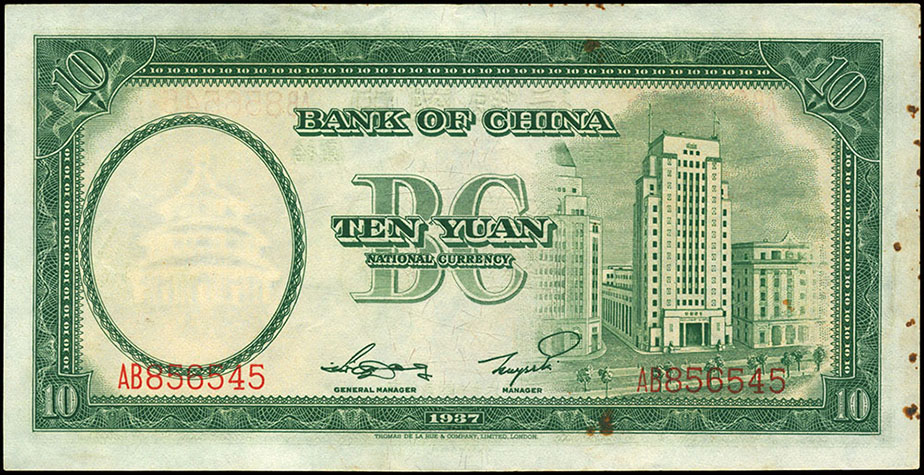 10 10
BANK OF CHINA
BC
TEN YUAN
NATIONAL CURRENCY
AB856545
GENERAL MANAGER
MANAGER
AB856545
10 1937 10
THOMAS DE LA RUE & COMPANY, LIMITED, LONDON.